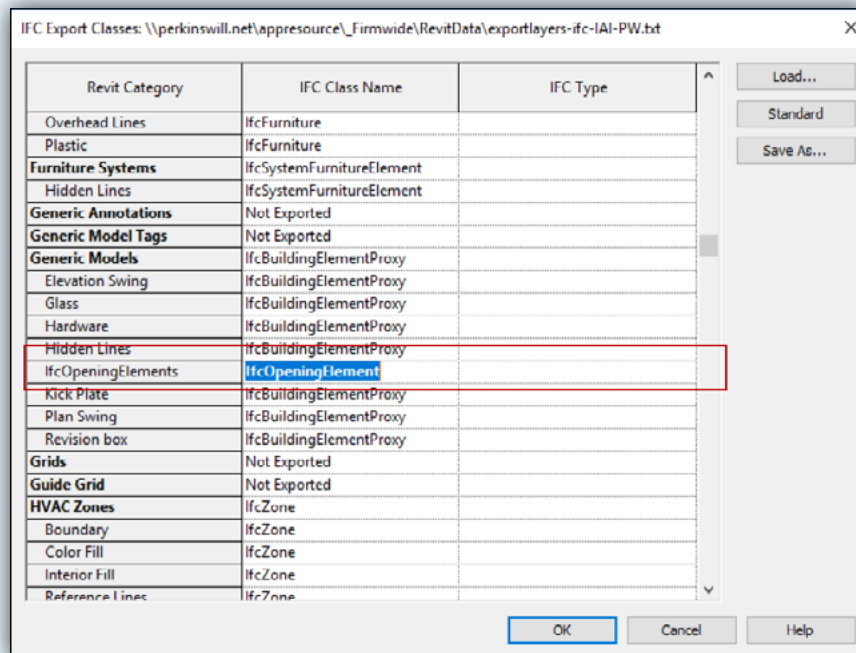 IFC Export Classes: \\perkinswill.net\appresource\_Firmwide\RevitData\exportlayers-ifc-IAI-PW.txt
Revit Category IFC Class Name IFC Type
Load...
Standard
Save As...
Overhead Lines IfcFurniture
Plastic IfcFurniture
Furniture Systems IfcSystemFurnitureElement
Hidden Lines IfcSystemFurnitureElement
Generic Annotations Not Exported
Generic Model Tags Not Exported
Generic Models IfcBuildingElementProxy
Elevation Swing IfcBuildingElementProxy
Glass IfcBuildingElementProxy
Hardware IfcBuildingElementProxy
Hidden Lines IfcBuildingElementProxy
IfcOpeningElements IfcOpeningElement
Kick Plate IfcBuildingElementProxy
Plan Swing IfcBuildingElementProxy
Revision box IfcBuildingElementProxy
Grids Not Exported
Guide Grid Not Exported
HVAC Zones IfcZone
Boundary IfcZone
Color Fill IfcZone
Interior Fill IfcZone
Reference Lines IfcZone
OK Cancel Help